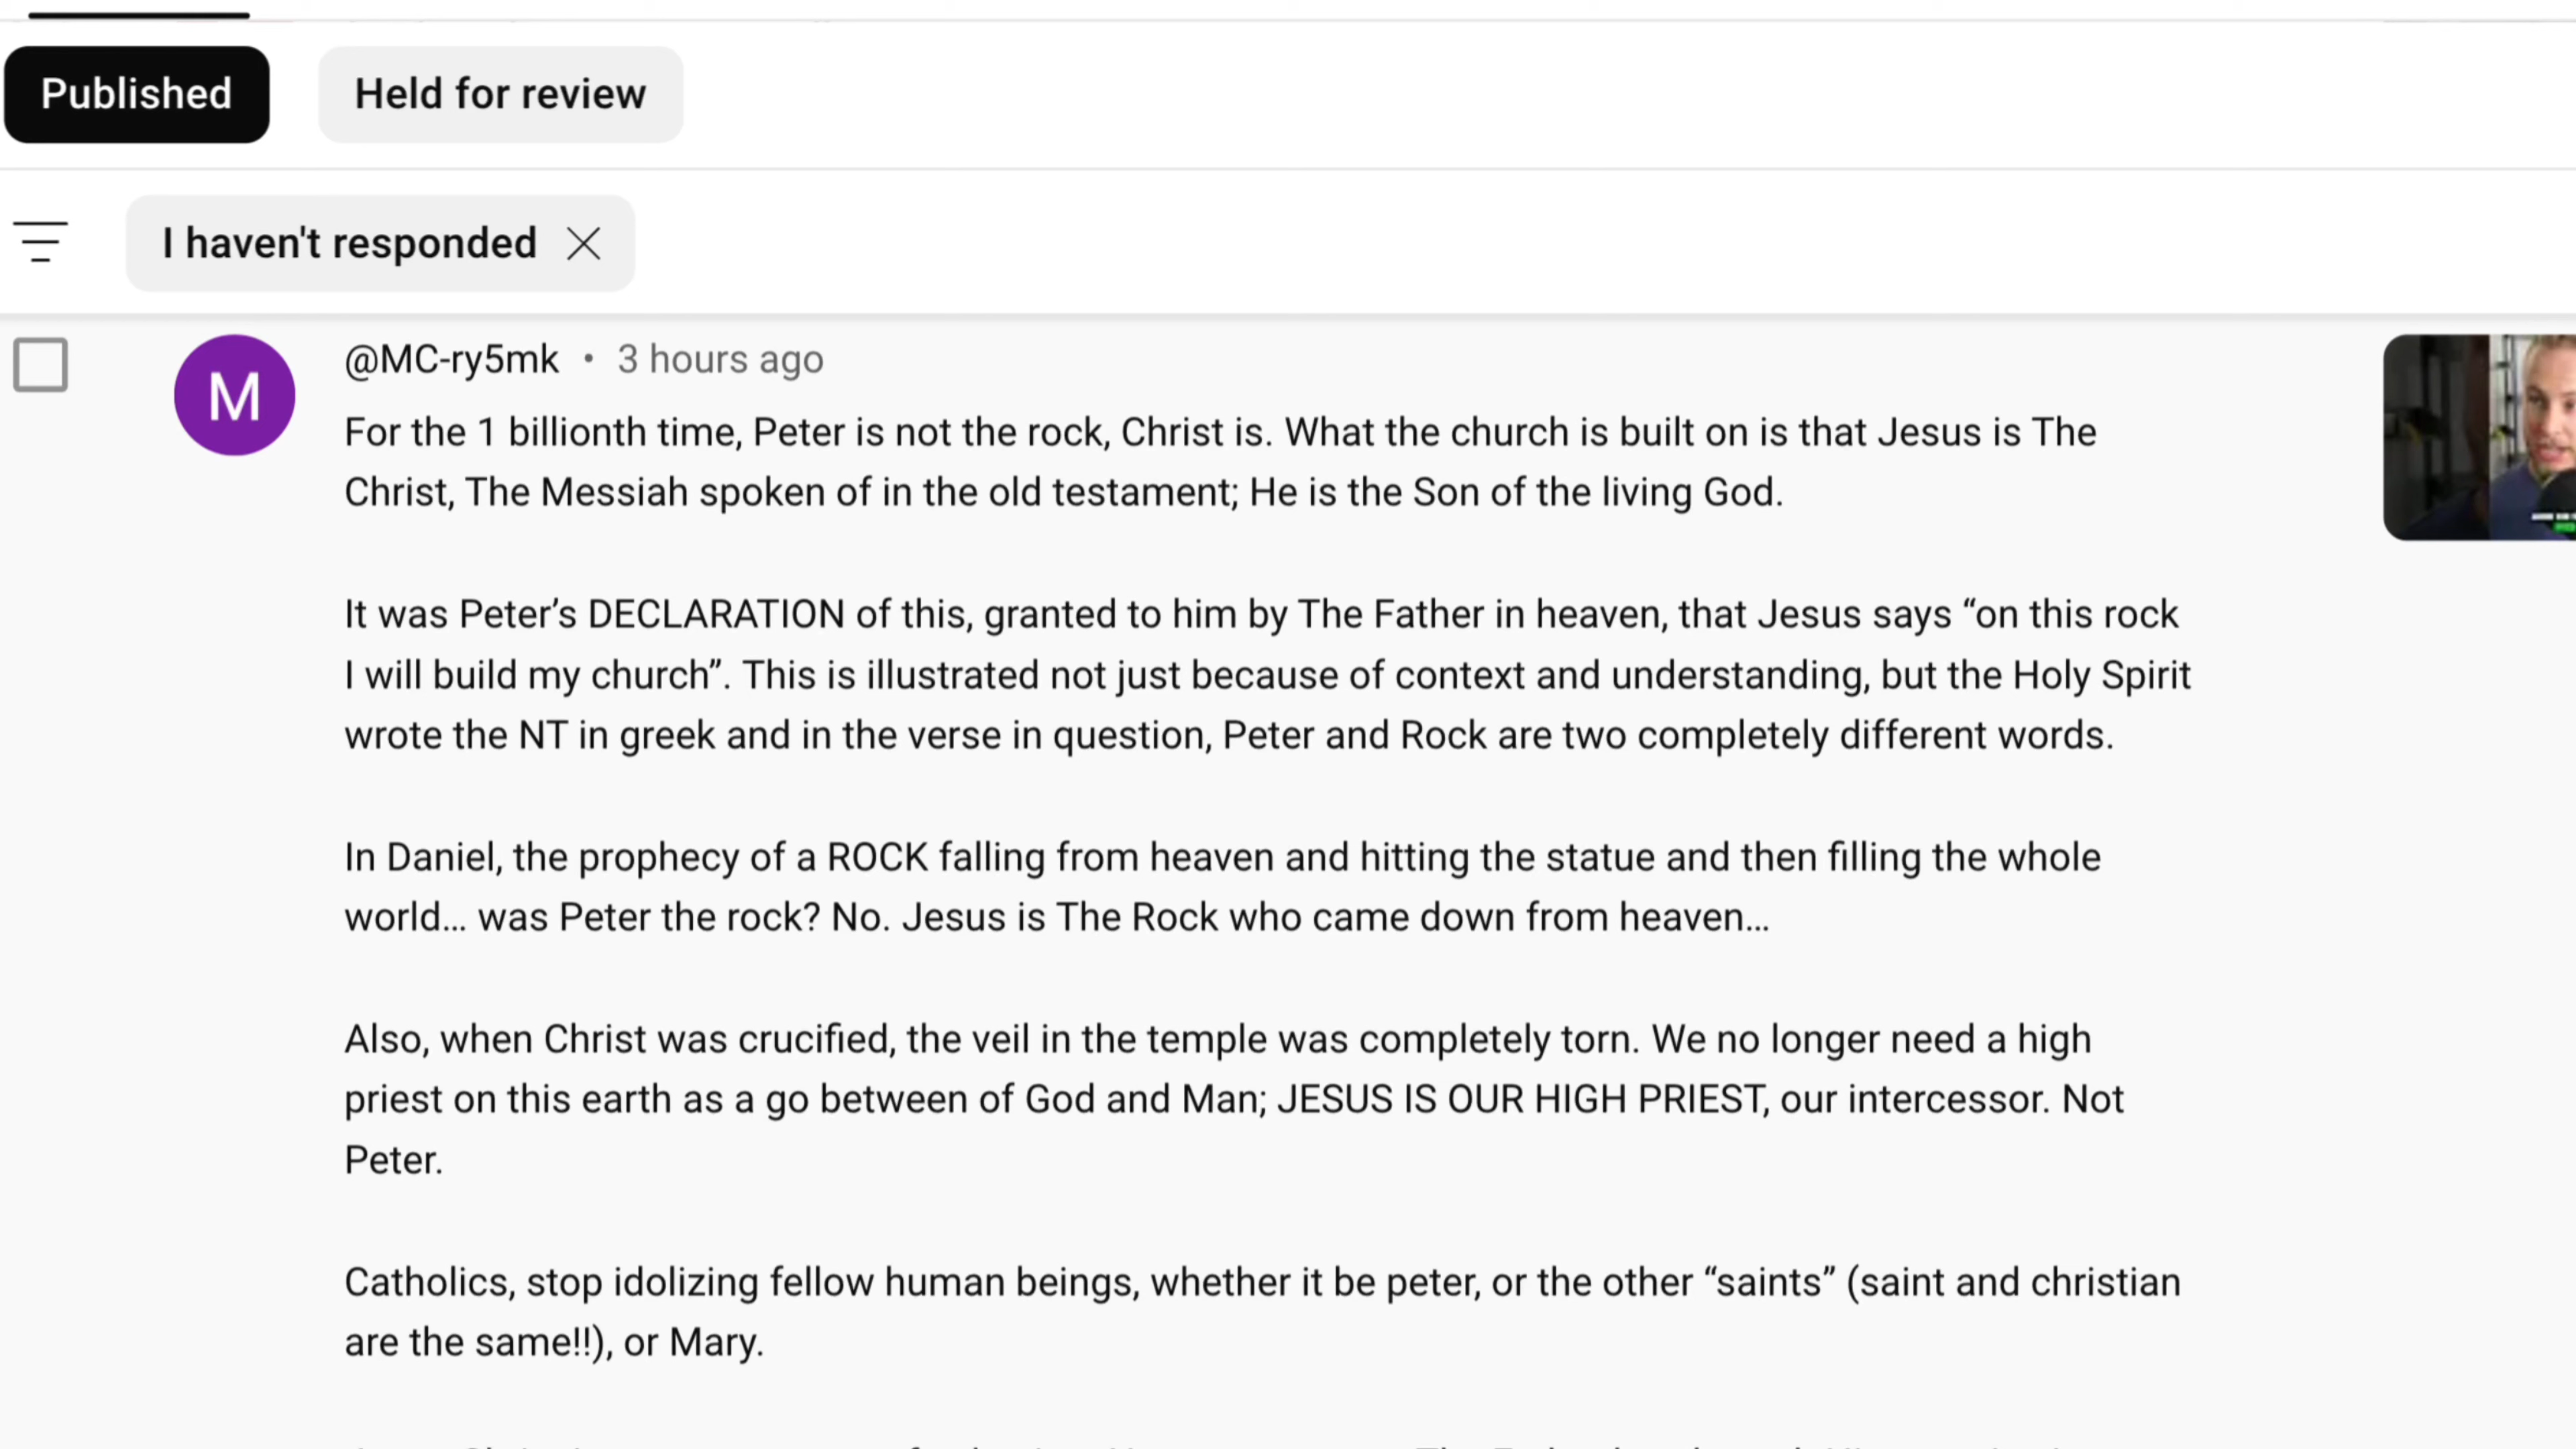 Published
Held for review
I haven't responded
@MC-ry5mk • 3 hours ago
M
For the 1 billionth time, Peter is not the rock, Christ is. What the church is built on is that Jesus is The
Christ, The Messiah spoken of in the old testament; He is the Son of the living God.
It was Peter’s DECLARATION of this, granted to him by The Father in heaven, that Jesus says “on this rock
I will build my church”. This is illustrated not just because of context and understanding, but the Holy Spirit
wrote the NT in greek and in the verse in question, Peter and Rock are two completely different words.
In Daniel, the prophecy of a ROCK falling from heaven and hitting the statue and then filling the whole
world… was Peter the rock? No. Jesus is The Rock who came down from heaven…
Also, when Christ was crucified, the veil in the temple was completely torn. We no longer need a high
priest on this earth as a go between of God and Man; JESUS IS OUR HIGH PRIEST, our intercessor. Not
Peter.
Catholics, stop idolizing fellow human beings, whether it be peter, or the other “saints” (saint and christian
are the same!!), or Mary.